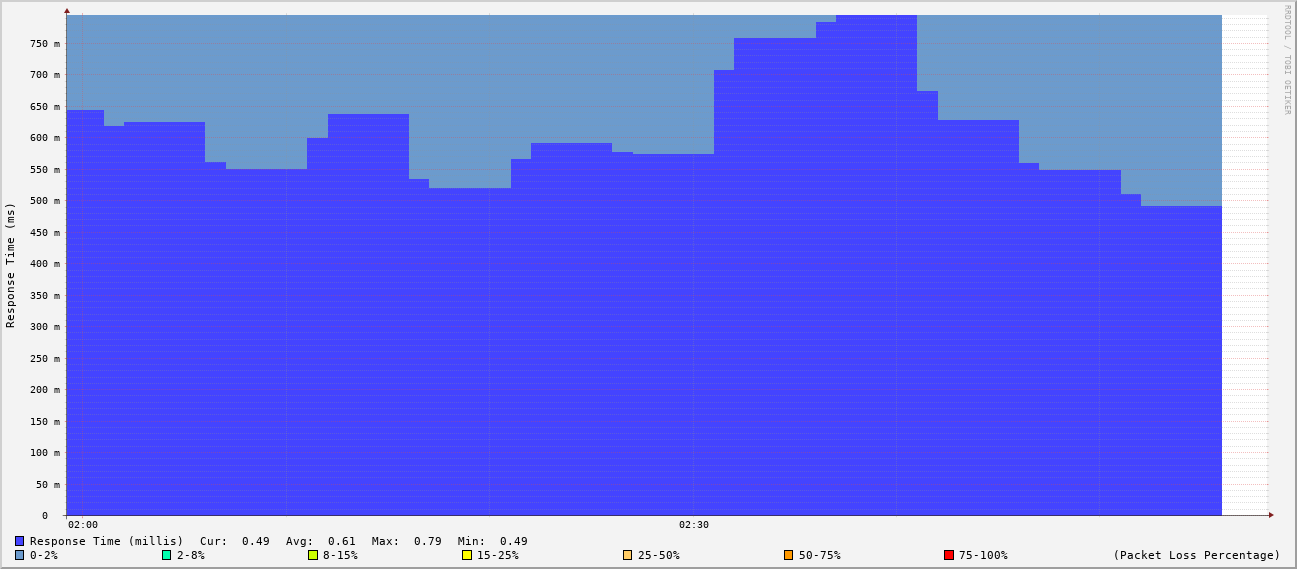 RRDTOOL / TOBI OETIKER
Response Time (ms)
750 m
700 m
650 m
600 m
550 m
500 m
450 m
400 m
350 m
300 m
250 m
200 m
150 m
100 m
50 m
0
02:00 02:30
Response Time (millis) Cur: 0.49 Avg: 0.61 Max: 0.79 Min: 0.49
0-2% 2-8% 8-15% 15-25% 25-50% 50-75% 75-100% (Packet Loss Percentage)